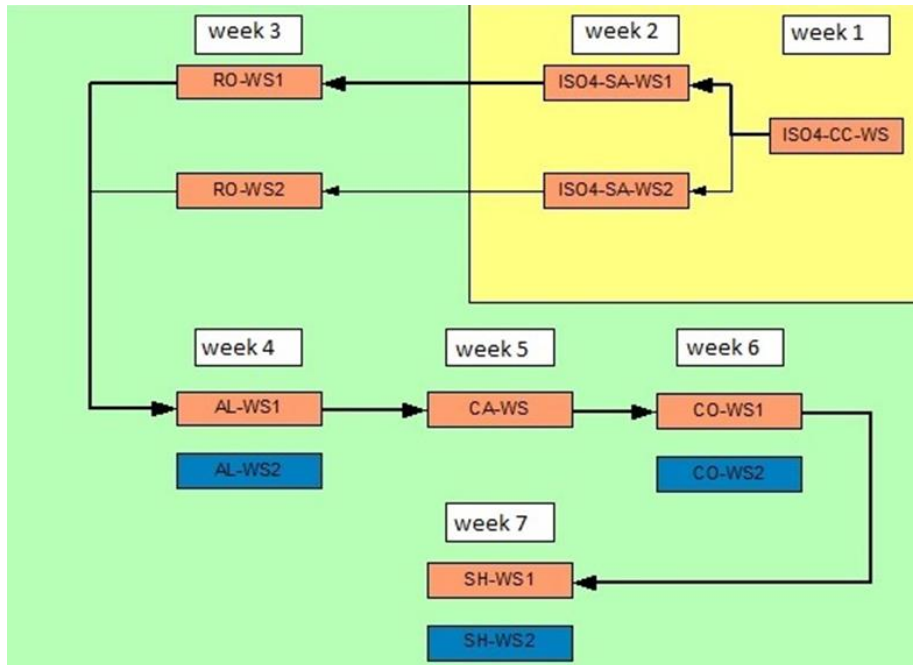 week 3
week 2
week 1
RO-WS1
ISO4-SA-WS1
ISO4-CC-WS
RO-WS2
ISO4-SA-WS2
week 4
week 5
week 6
AL-WS1
CA-WS
CO-WS1
AL-WS2
CO-WS2
week 7
SH-WS1
SH-WS2